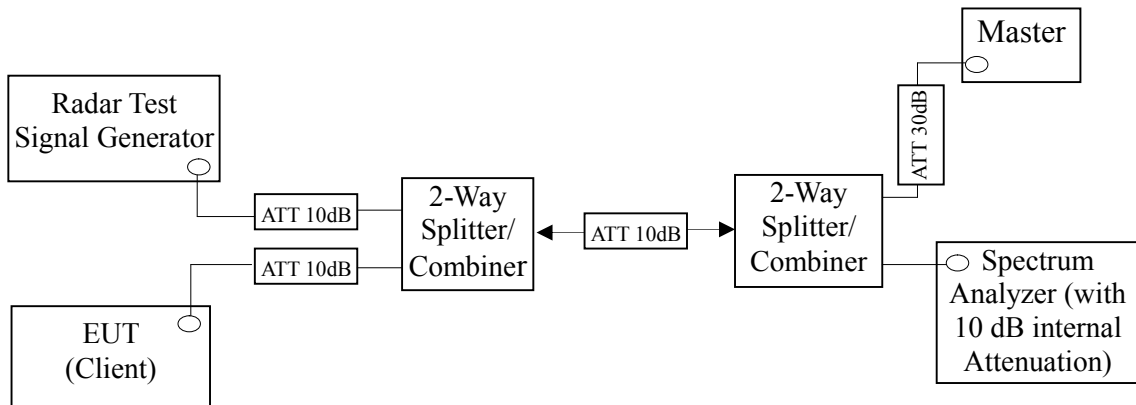 Master
Radar Test
Signal Generator
ATT 30dB
ATT 10dB
2-Way
Splitter/
Combiner
ATT 10dB
2-Way
Splitter/
Combiner
ATT 10dB
EUT
(Client)
Spectrum
Analyzer (with
10 dB internal
Attenuation)